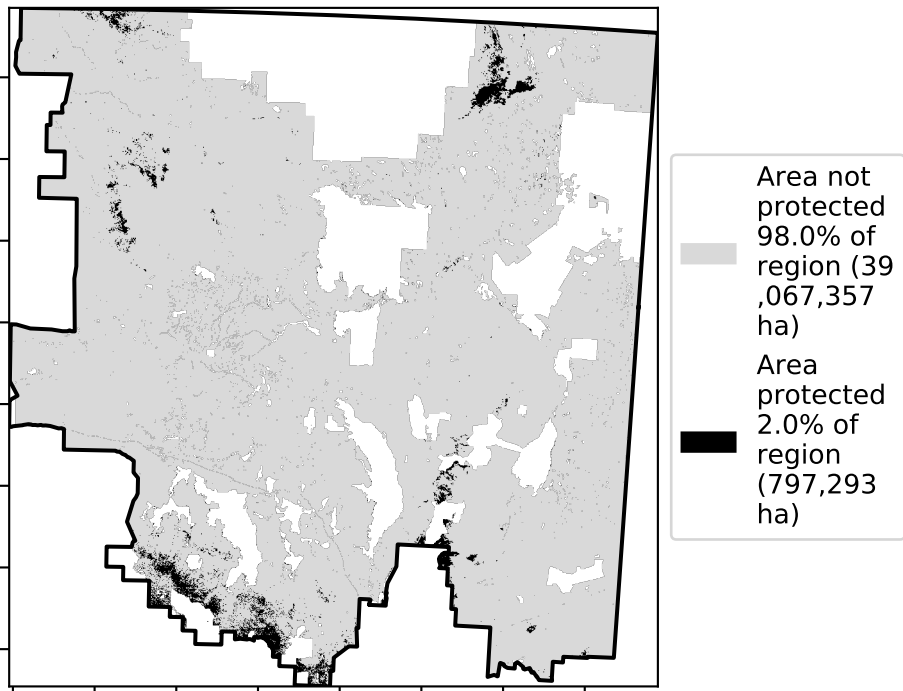 Area not
protected
98.0% of
region (39
,067,357
ha)
Area
protected
2.0% of
region
(797,293
ha)